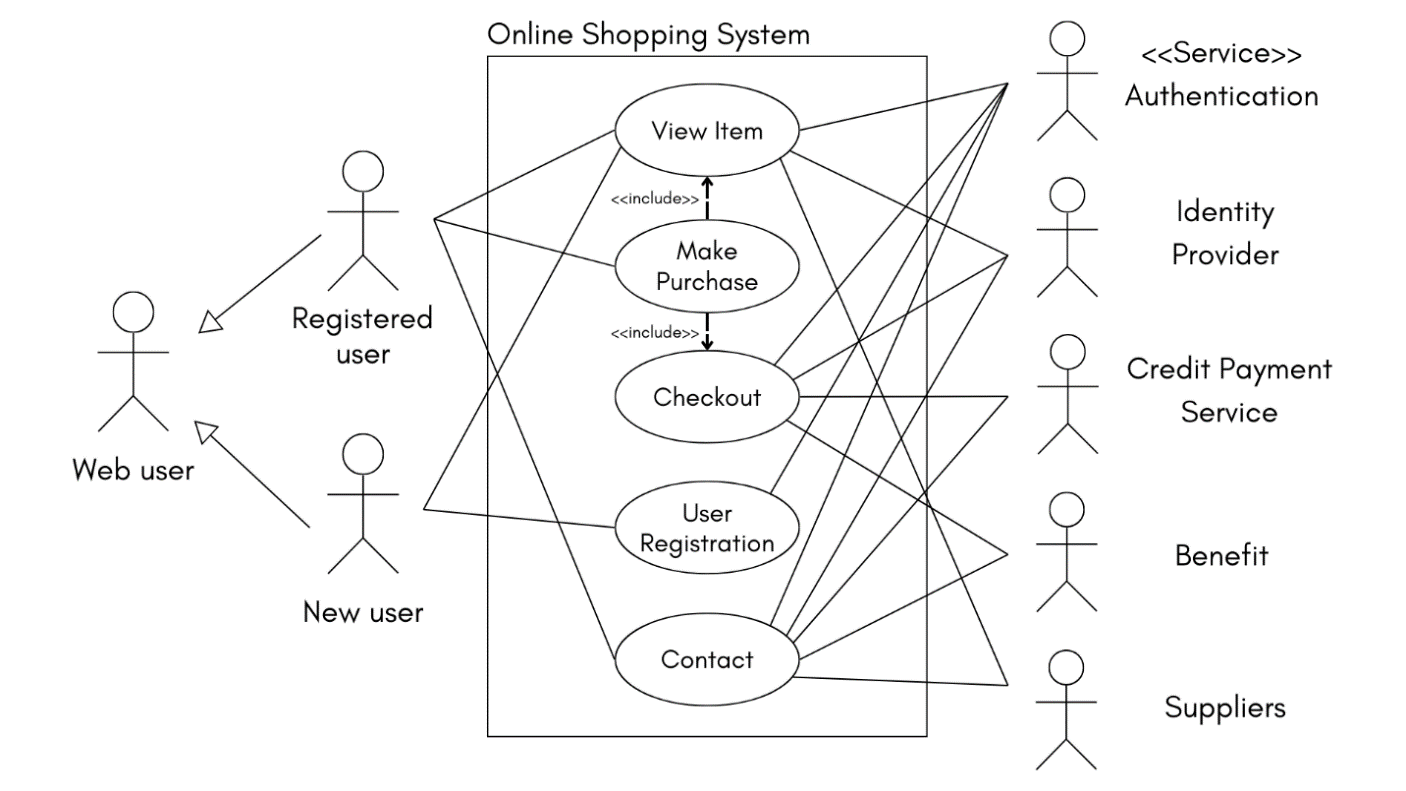 Online Shopping System
<<Service>>
Authentication
View Item
<<include>>
Identity
Provider
Make
Purchase
Registered
user
<<include>>
Credit Payment
Service
Checkout
Web user
User
Registration
Benefit
New user
Contact
Suppliers